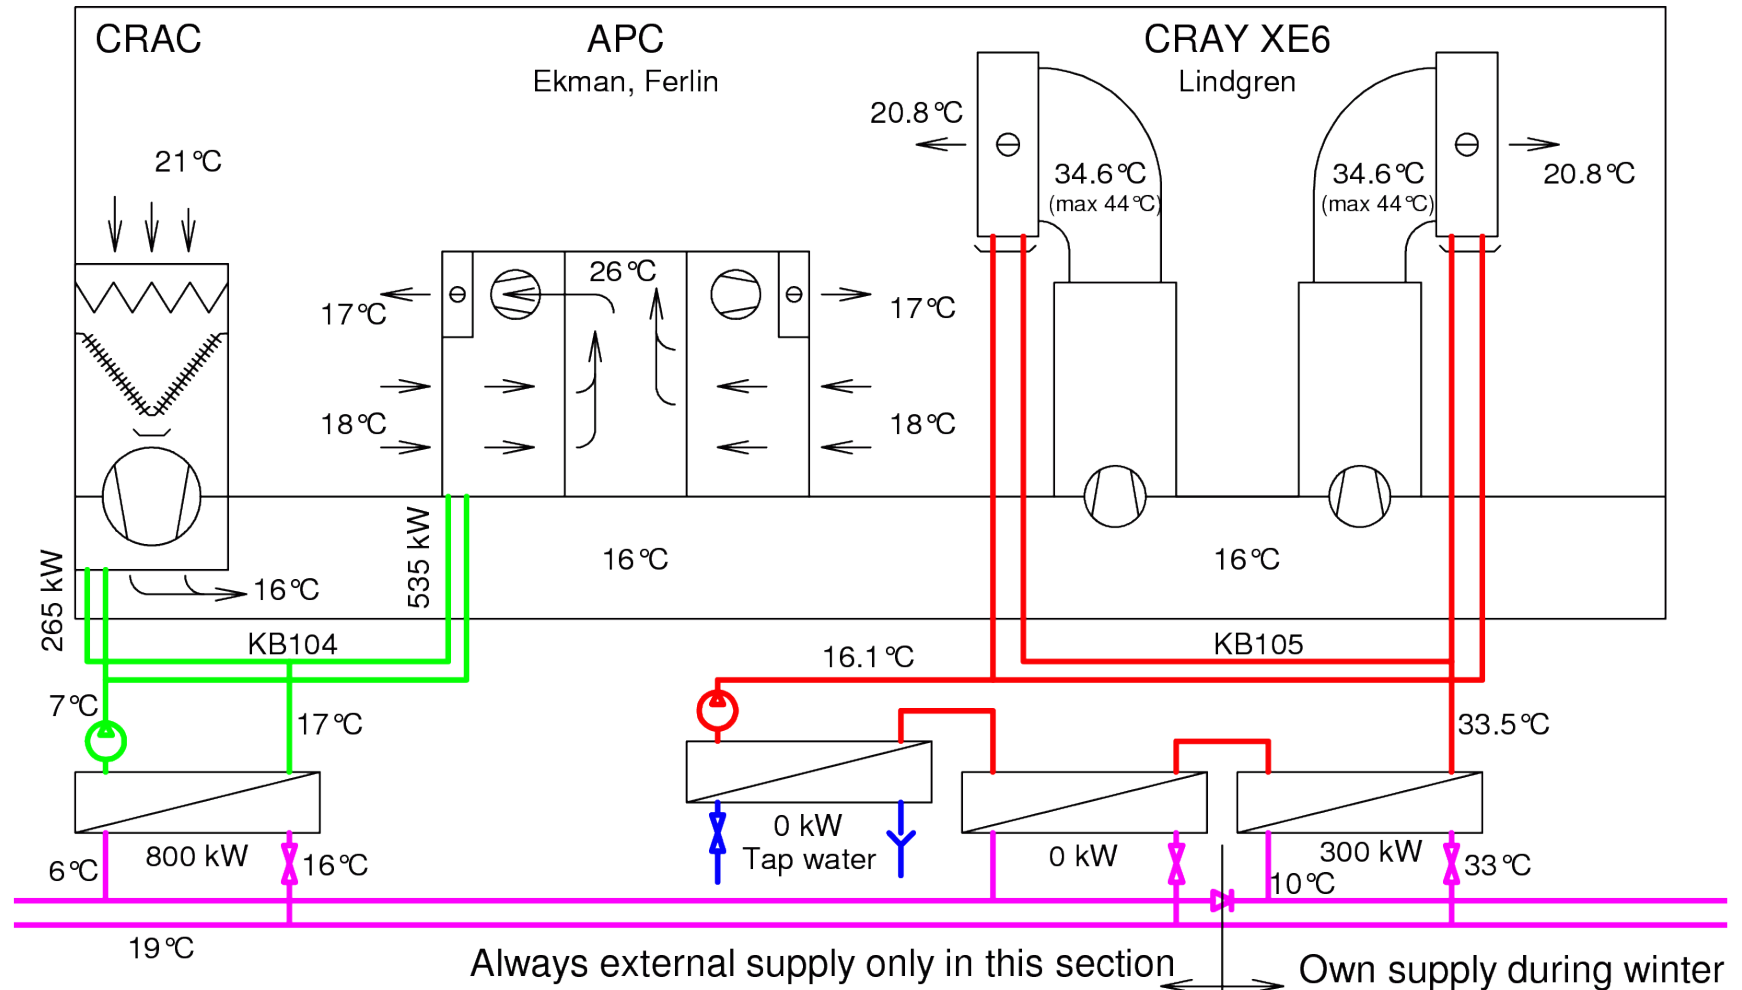 CRAC
APC
Ekman, Ferlin
CRAY XE6
Lindgren
21°C
20.8°C
34.6°C
(max 44°C)
34.6°C
(max 44°C)
20.8°C
26°C
17°C
17°C
18°C
18°C
265 kW
535 kW
16°C
16°C
16°C
KB104
KB105
16.1°C
7°C
17°C
33.5°C
0 kW
Tap water
6°C
800 kW
16°C
0 kW
300 kW
10°C
33°C
19°C
Always external supply only in this section
Own supply during winter